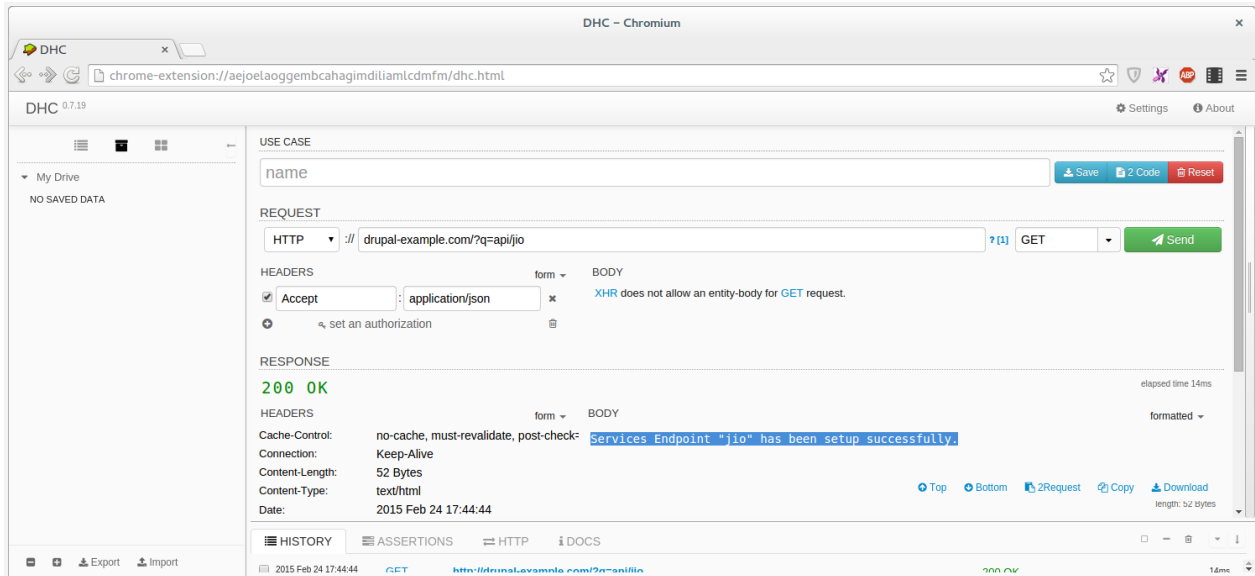 DHC – Chromium
DHC
chrome-extension://aejoelaoggembcahagimdiliamlcdmfm/dhc.html
ABP
DHC 0.7.19
Settings
About
My Drive
NO SAVED DATA
Export
Import
USE CASE
name
Save
2 Code
Reset
REQUEST
HTTP :// drupal-example.com/?q=api/jio ? [1] GET Send
HEADERS form
Accept : application/json
set an authorization
BODY
XHR does not allow an entity-body for GET request.
RESPONSE
200 OK
elapsed time 14ms
HEADERS form
Cache-Control: no-cache, must-revalidate, post-check=
Connection: Keep-Alive
Content-Length: 52 Bytes
Content-Type: text/html
Date: 2015 Feb 24 17:44:44
BODY formatted
Services Endpoint "jio" has been setup successfully.
Top Bottom 2Request Copy Download
length: 52 Bytes
HISTORY ASSERTIONS HTTP DOCS
2015 Feb 24 17:44:44 GET http://drupal-example.com/?q=api/jio 200 OK 14ms